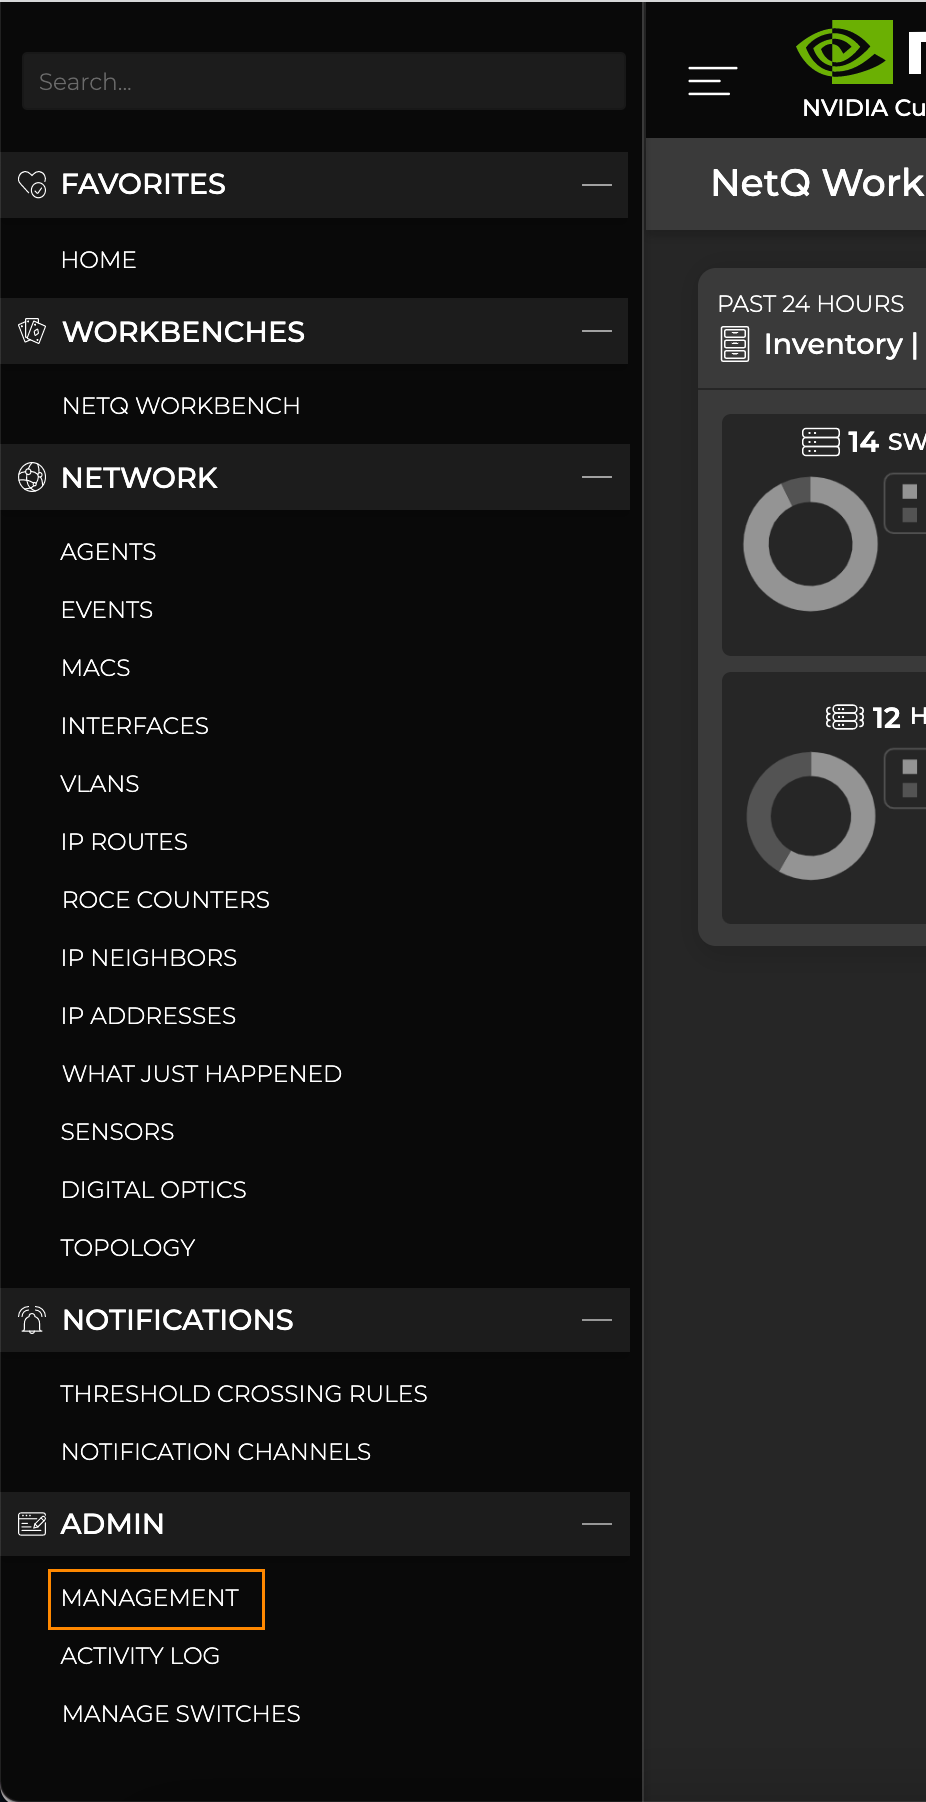 Search...
FAVORITES
HOME
WORKBENCHES
NETQ WORKBENCH
NETWORK
AGENTS
EVENTS
MACS
INTERFACES
VLANS
IP ROUTES
ROCE COUNTERS
IP NEIGHBORS
IP ADDRESSES
WHAT JUST HAPPENED
SENSORS
DIGITAL OPTICS
TOPOLOGY
NOTIFICATIONS
THRESHOLD CROSSING RULES
NOTIFICATION CHANNELS
ADMIN
MANAGEMENT
ACTIVITY LOG
MANAGE SWITCHES
NVIDIA Cu
NetQ Work
PAST 24 HOURS
Inventory |
14 SW
12 H